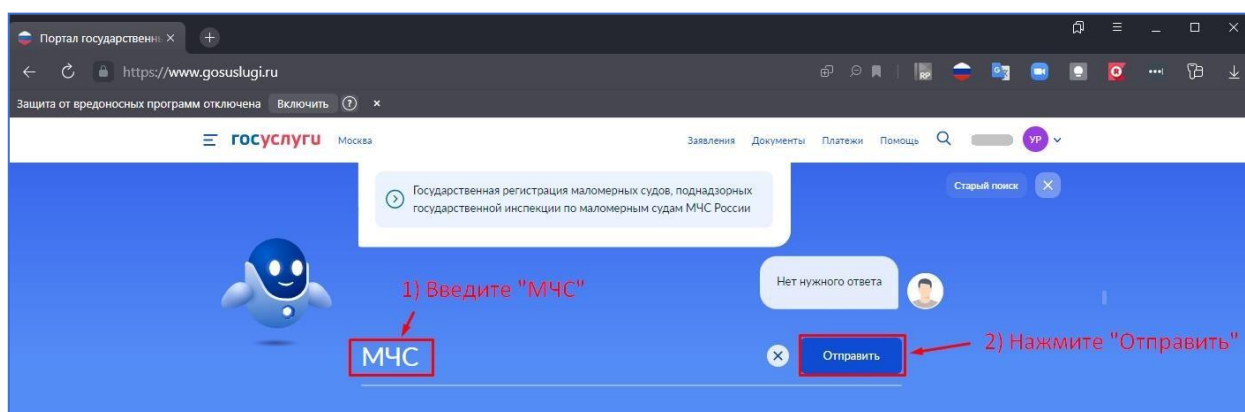 Портал государственн
https://www.gosuslugi.ru
RP
Защита от вредоносных программ отключена Включить ? ×
госуслуги Москва Заявления Документы Платежи Помощь УР
Государственная регистрация маломерных судов, поднадзорных
государственной инспекции по маломерным судам МЧС России
Старый поиск
Нет нужного ответа
1) Введите "МЧС"
МЧС
Отправить
2) Нажмите "Отправить"